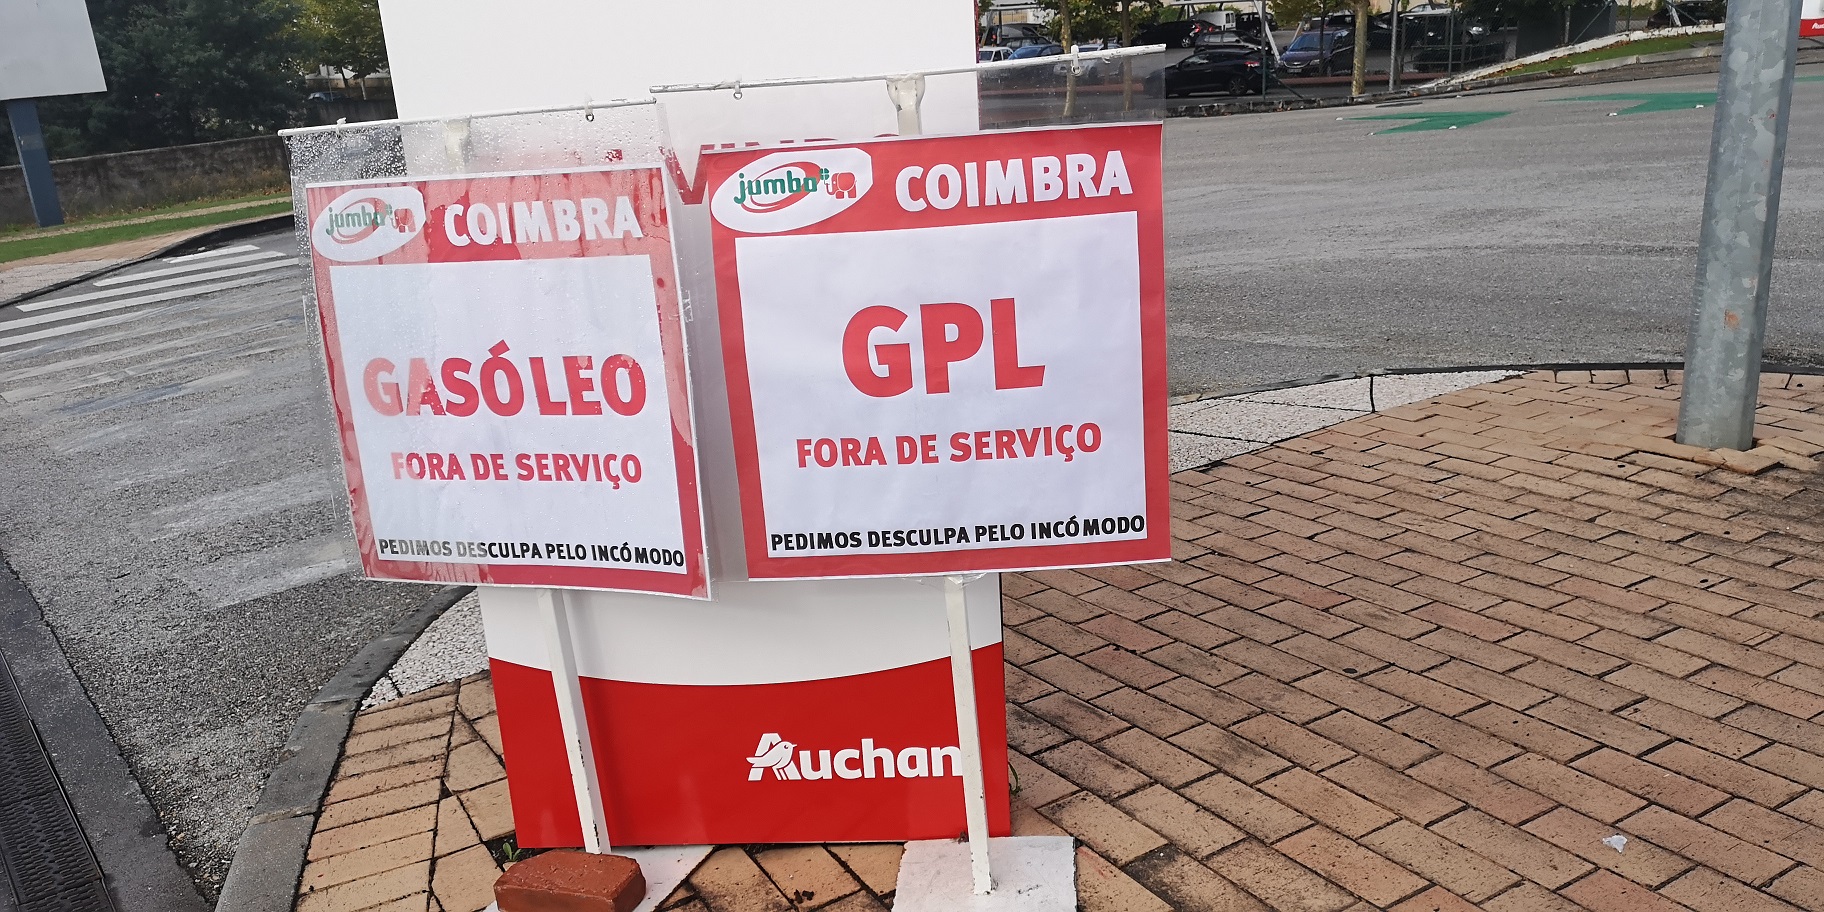 jumbo
COIMBRA
GASÓLEO
FORA DE SERVIÇO
PEDIMOS DESCULPA PELO INCÓMODO
jumbo
COIMBRA
GPL
FORA DE SERVIÇO
PEDIMOS DESCULPA PELO INCÓMODO
Auchan